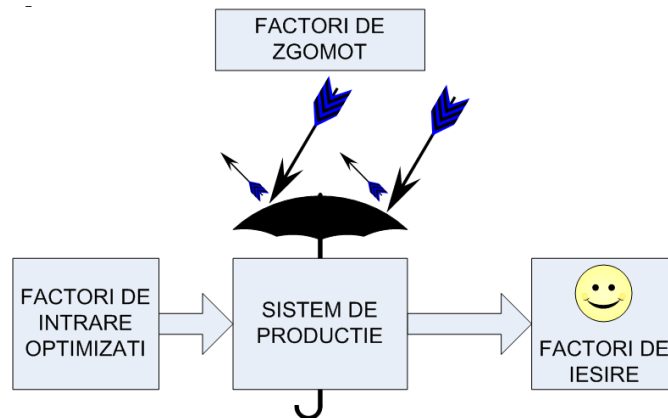 FACTORI DE
ZGOMOT
FACTORI DE
INTRARE
OPTIMIZATI
SISTEM DE
PRODUCTIE
FACTORI DE
IESIRE